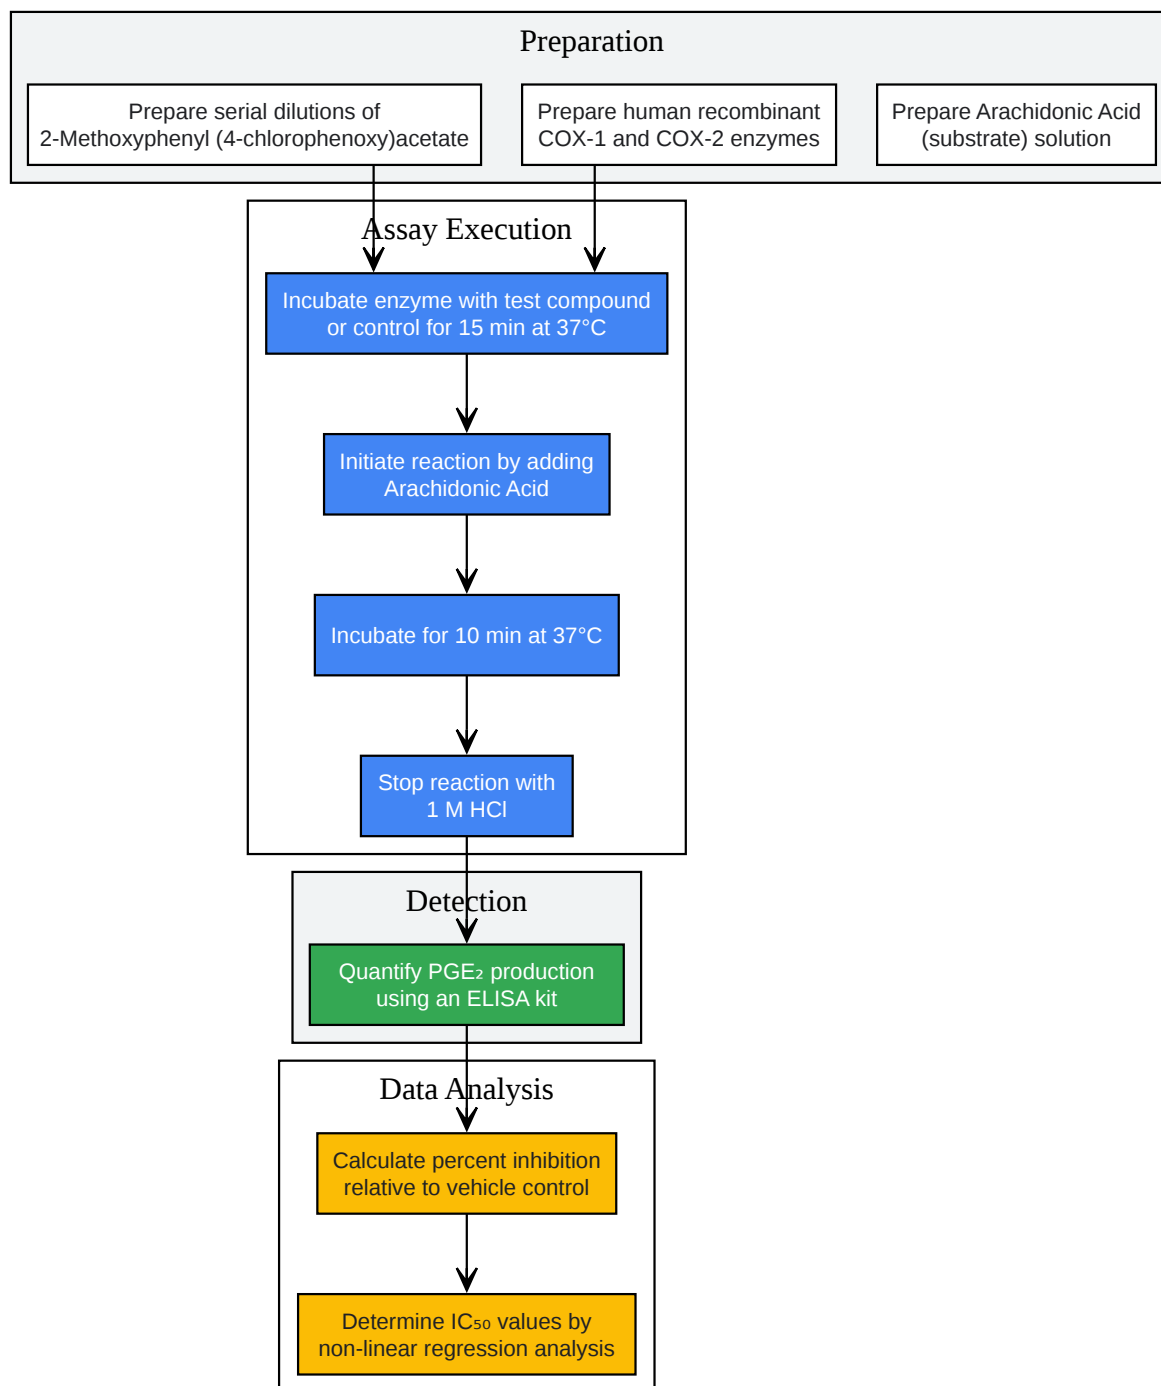 Preparation
Prepare serial dilutions of
2-Methoxyphenyl (4-chlorophenoxy)acetate
Prepare human recombinant
COX-1 and COX-2 enzymes
Prepare Arachidonic Acid
(substrate) solution
Assay Execution
Incubate enzyme with test compound
or control for 15 min at 37°C
Initiate reaction by adding
Arachidonic Acid
Incubate for 10 min at 37°C
Stop reaction with
1 M HCl
Detection
Quantify PGE₂ production
using an ELISA kit
Data Analysis
Calculate percent inhibition
relative to vehicle control
Determine IC₅₀ values by
non-linear regression analysis